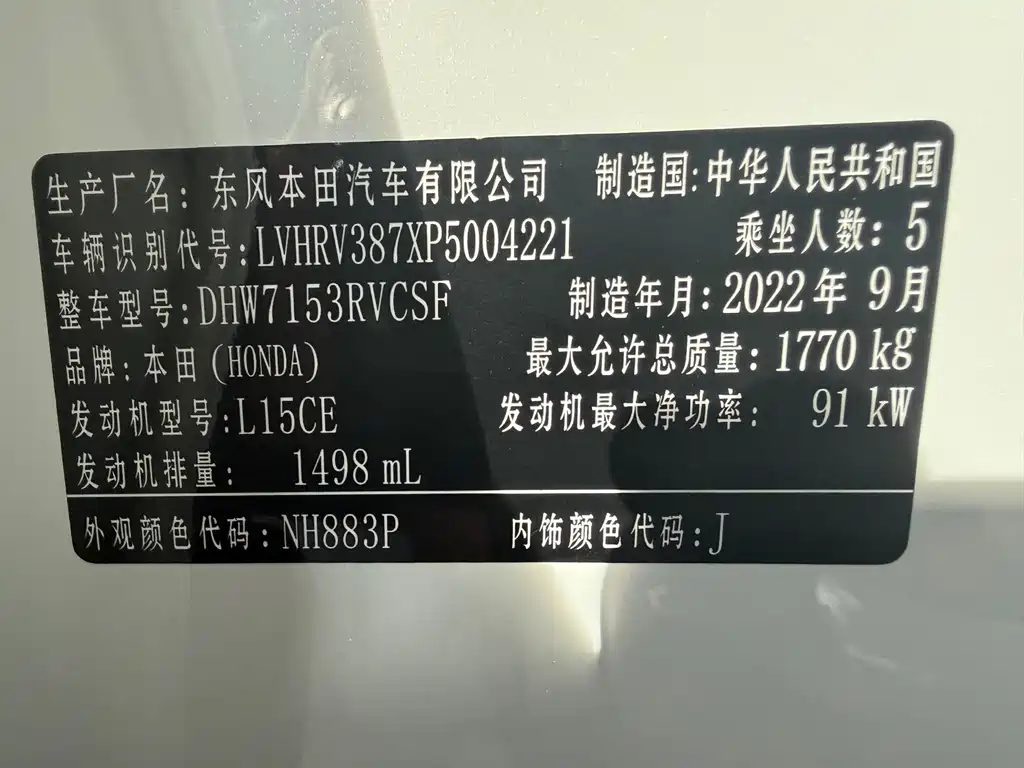 生产厂名：东风本田汽车有限公司 制造国:中华人民共和国
车辆识别代号:LVHRV387XP5004221 乘坐人数：5
整车型号:DHW7153RVCSF 制造年月:2022年 9月
品牌:本田(HONDA) 最大允许总质量:1770 kg
发动机型号:L15CE 发动机最大净功率: 91 kW
发动机排量: 1498 mL
外观颜色代码:NH883P 内饰颜色代码:J